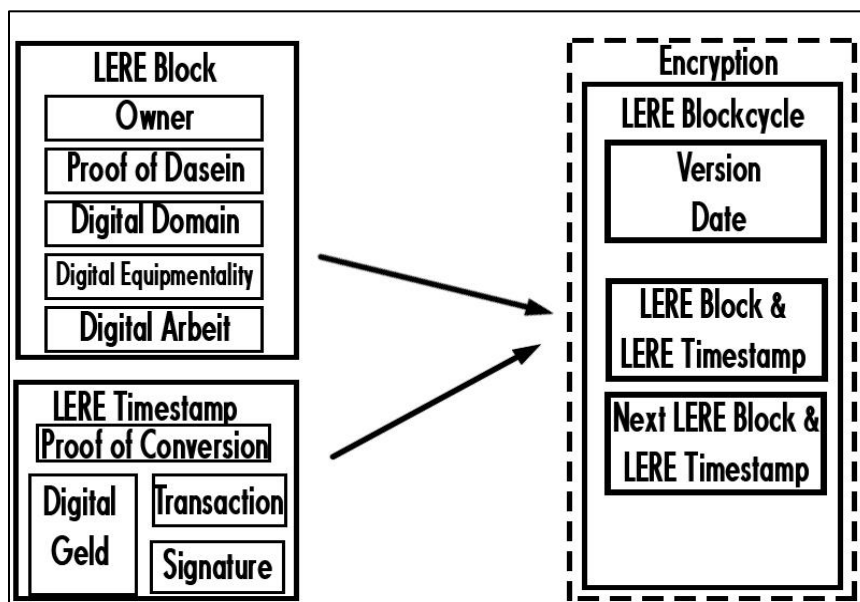 LERE Block
Owner
Proof of Dasein
Digital Domain
Digital Equipmentality
Digital Arbeit
LERE Timestamp
Proof of Conversion
Digital
Geld
Transaction
Signature
Encryption
LERE Blockcycle
Version
Date
LERE Block &
LERE Timestamp
Next LERE Block &
LERE Timestamp